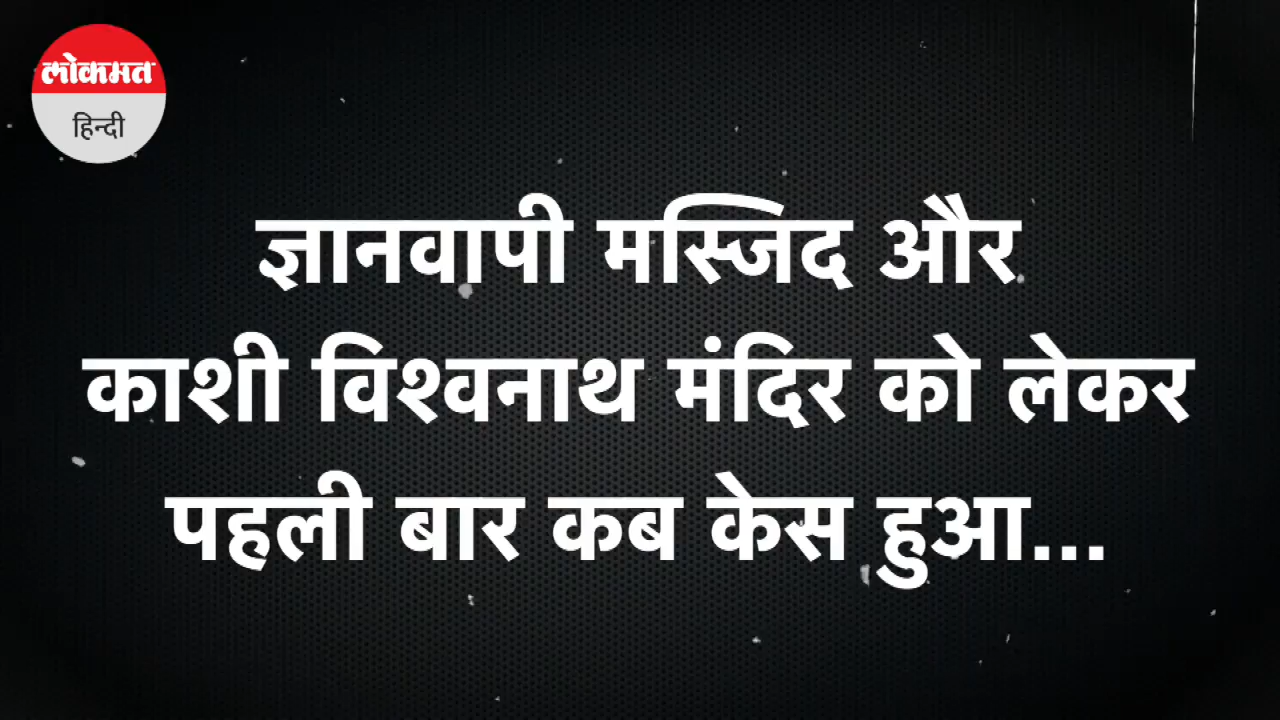 लोकमत
हिन्दी
ज्ञानवापी मस्जिद और
काशी विश्वनाथ मंदिर को लेकर
पहली बार कब केस हुआ...